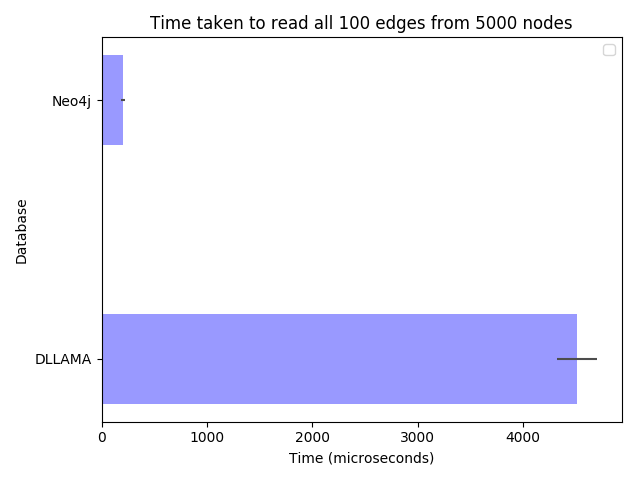 Time taken to read all 100 edges from 5000 nodes
Neo4j
Database
DLLAMA
0 1000 2000 3000 4000
Time (microseconds)